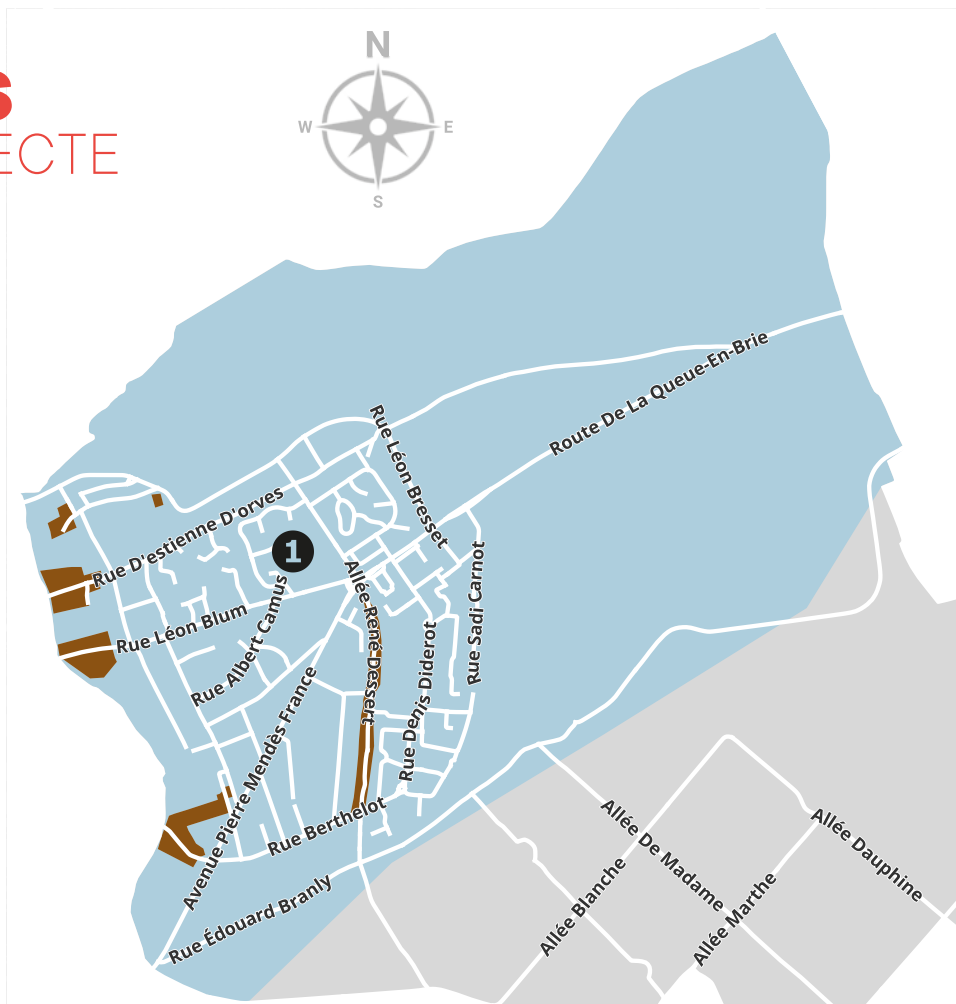 S
ECTE
N
W
E
S
Route De La Queue-En-Brie
Rue Léon Bresset
Rue D'estienne D'orves
1
Rue Léon Blum
Rue Albert Camus
Allée René Dessert
Rue Sadi Carnot
Rue Denis Diderot
Avenue Pierre Mendès France
Rue Berthelot
Rue Édouard Branly
Allée De Madame
Allée Blanche
Allée Marthe
Allée Dauphine